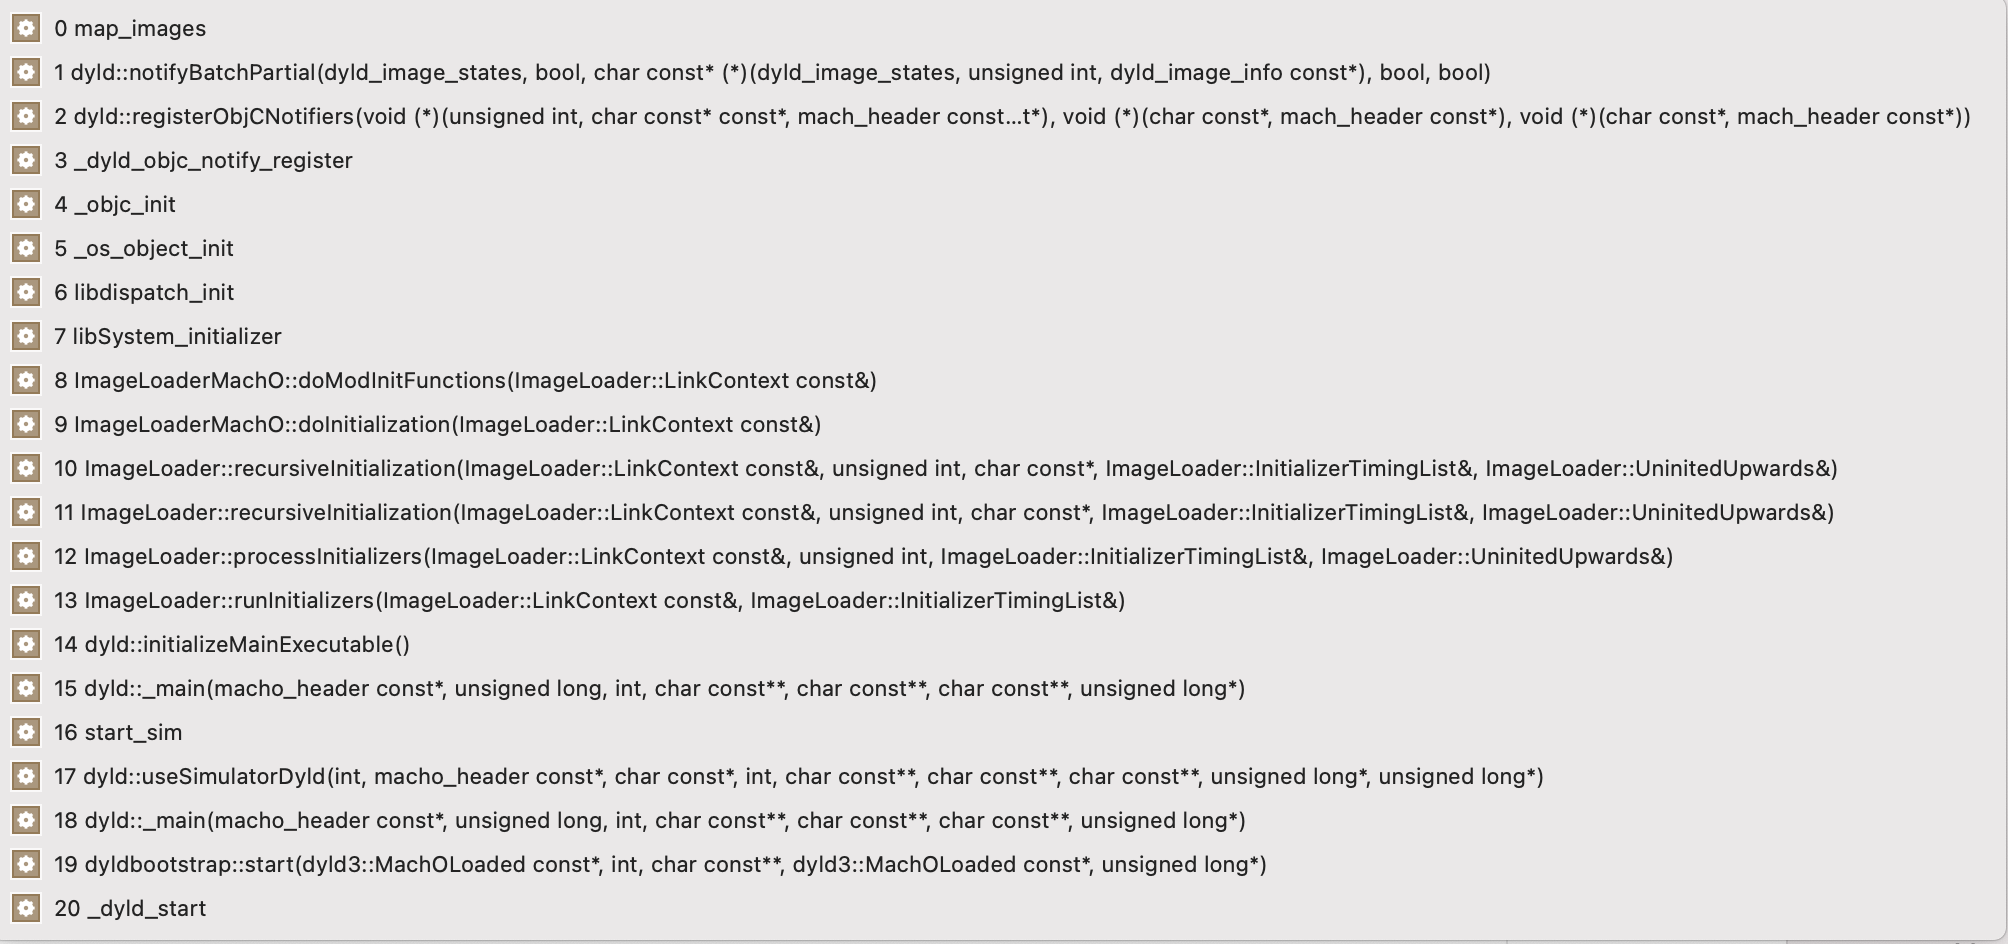 0 map_images
1 dyld::notifyBatchPartial(dyld_image_states, bool, char const* (*)(dyld_image_states, unsigned int, dyld_image_info const*), bool, bool)
2 dyld::registerObjCNotifiers(void (*)(unsigned int, char const* const*, mach_header const...t*), void (*)(char const*, mach_header const*), void (*)(char const*, mach_header const*))
3 _dyld_objc_notify_register
4 _objc_init
5 _os_object_init
6 libdispatch_init
7 libSystem_initializer
8 ImageLoaderMachO::doModInitFunctions(ImageLoader::LinkContext const&)
9 ImageLoaderMachO::doInitialization(ImageLoader::LinkContext const&)
10 ImageLoader::recursiveInitialization(ImageLoader::LinkContext const&, unsigned int, char const*, ImageLoader::InitializerTimingList&, ImageLoader::UninitedUpwards&)
11 ImageLoader::recursiveInitialization(ImageLoader::LinkContext const&, unsigned int, char const*, ImageLoader::InitializerTimingList&, ImageLoader::UninitedUpwards&)
12 ImageLoader::processInitializers(ImageLoader::LinkContext const&, unsigned int, ImageLoader::InitializerTimingList&, ImageLoader::UninitedUpwards&)
13 ImageLoader::runInitializers(ImageLoader::LinkContext const&, ImageLoader::InitializerTimingList&)
14 dyld::initializeMainExecutable()
15 dyld::_main(macho_header const*, unsigned long, int, char const**, char const**, char const**, unsigned long*)
16 start_sim
17 dyld::useSimulatorDyld(int, macho_header const*, char const*, int, char const**, char const**, char const**, unsigned long*, unsigned long*)
18 dyld::_main(macho_header const*, unsigned long, int, char const**, char const**, char const**, unsigned long*)
19 dyldbootstrap::start(dyld3::MachOLoaded const*, int, char const**, dyld3::MachOLoaded const*, unsigned long*)
20 _dyld_start